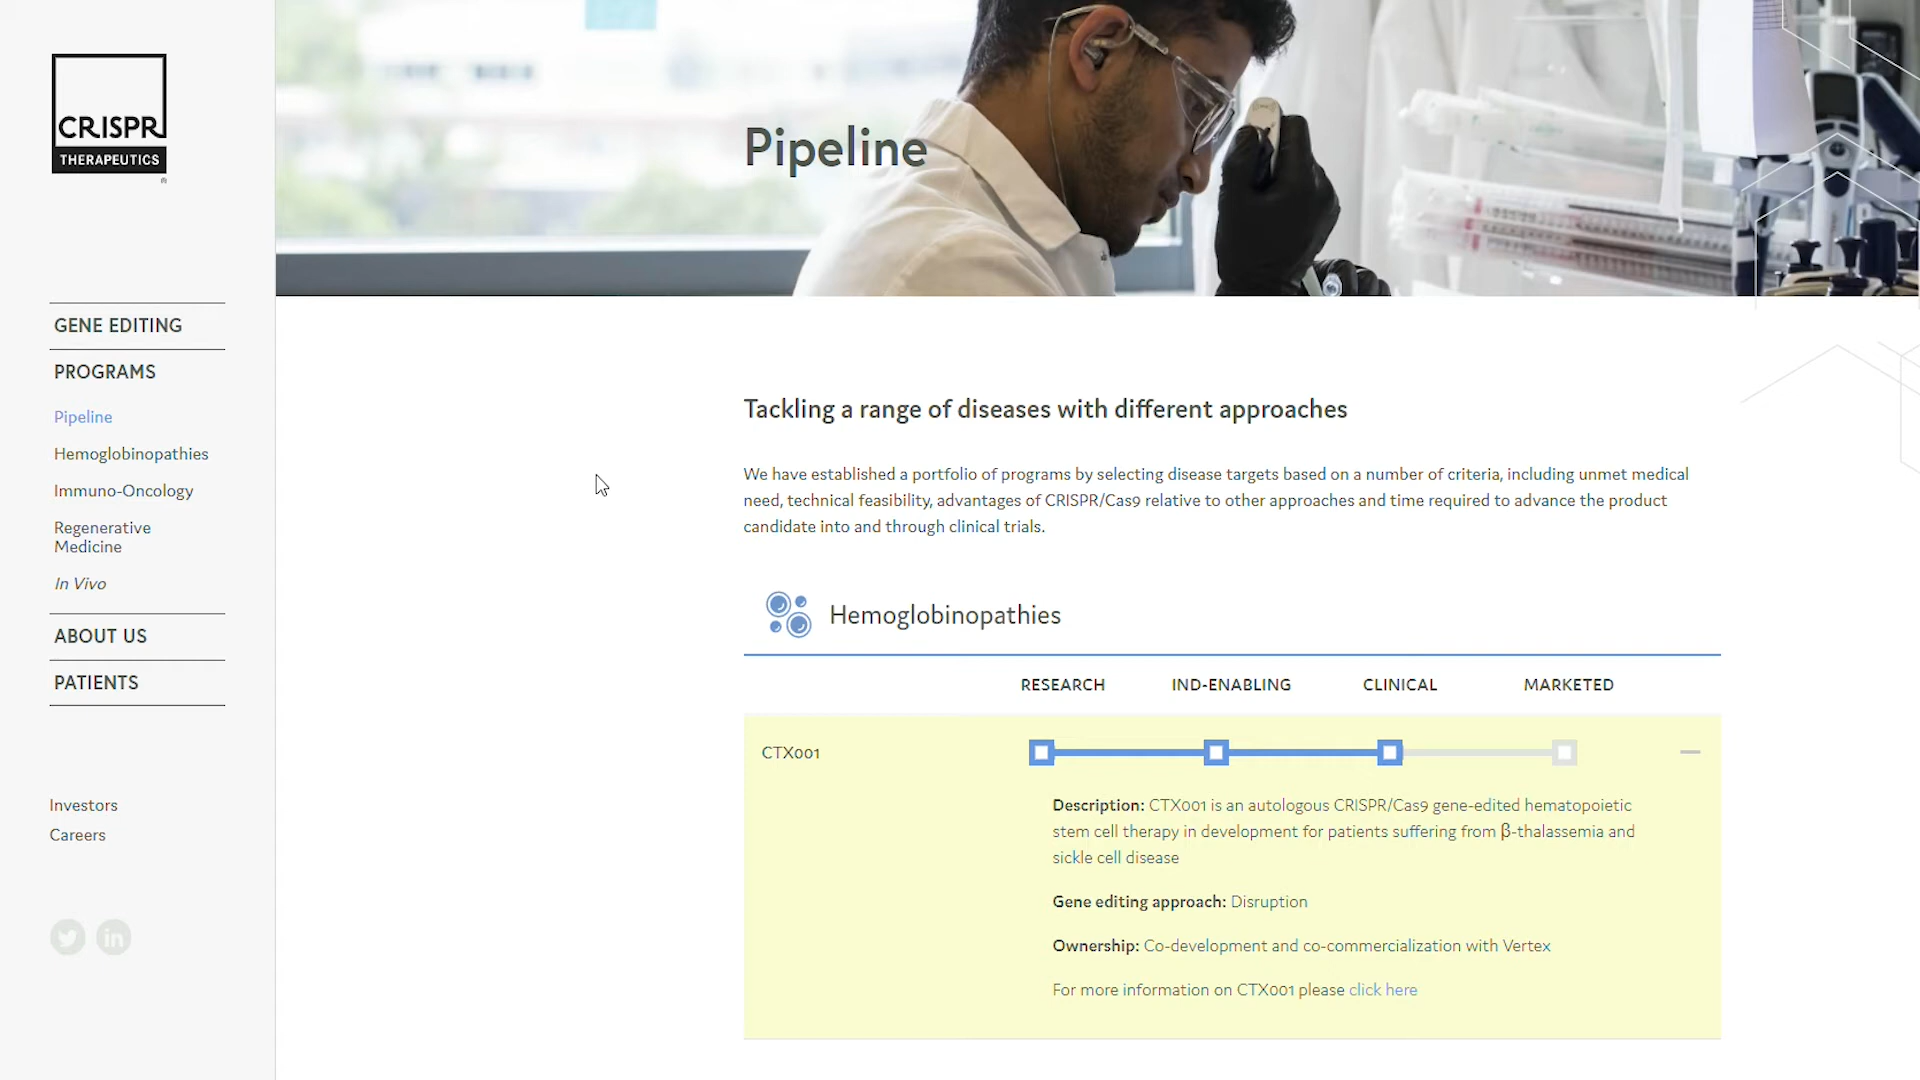 CRISPR
THERAPEUTICS
®
GENE EDITING
PROGRAMS
Pipeline
Hemoglobinopathies
Immuno-Oncology
Regenerative
Medicine
In Vivo
ABOUT US
PATIENTS
Investors
Careers
in
Pipeline
Tackling a range of diseases with different approaches
We have established a portfolio of programs by selecting disease targets based on a number of criteria, including unmet medical
need, technical feasibility, advantages of CRISPR/Cas9 relative to other approaches and time required to advance the product
candidate into and through clinical trials.
Hemoglobinopathies
RESEARCH IND-ENABLING CLINICAL MARKETED
CTX001
Description: CTX001 is an autologous CRISPR/Cas9 gene-edited hematopoietic
stem cell therapy in development for patients suffering from β-thalassemia and
sickle cell disease
Gene editing approach: Disruption
Ownership: Co-development and co-commercialization with Vertex
For more information on CTX001 please click here